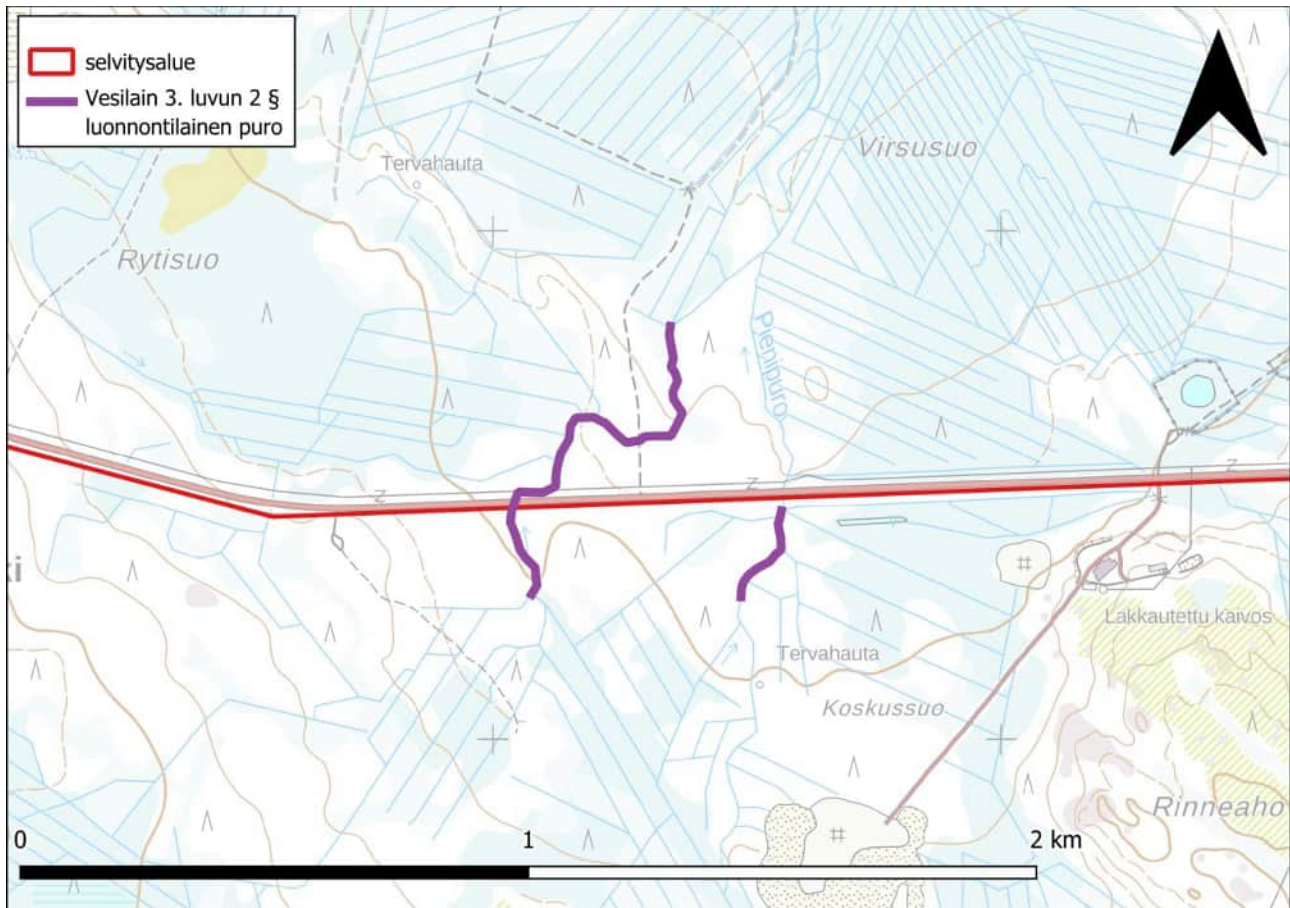 selvitysalue
Vesilain 3. luvun 2 §
luonnontilainen puro
Tervahauta
Virsusuo
Rytisuo
Pienipuro
Z
Z
Z
Lakkautettu kaivos
Tervahauta
Koskussuo
Rinneaho
0
1
2 km